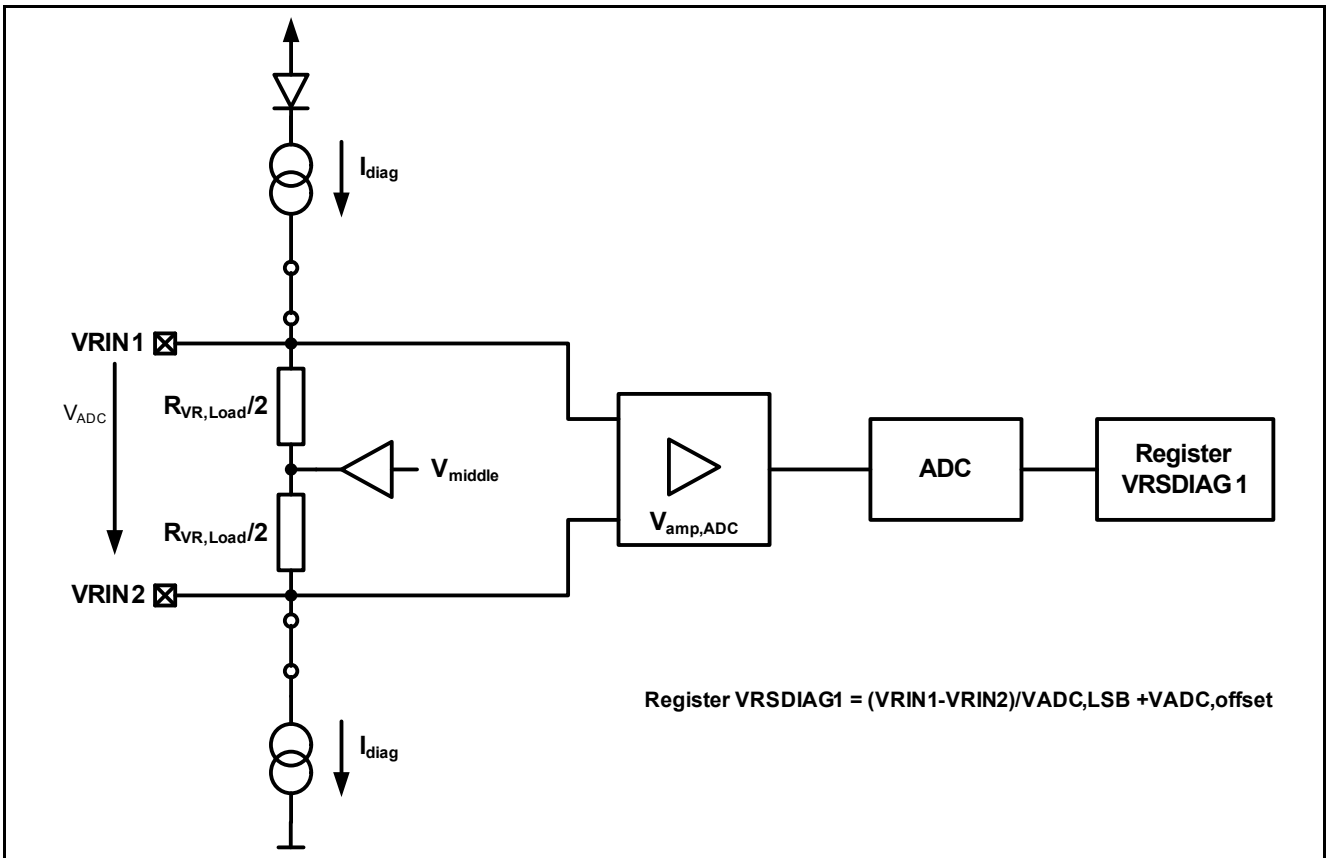 Idiag
VRIN1
VADC
RVR,Load/2
Vmiddle
RVR,Load/2
VRIN2
Vamp,ADC
ADC
Register
VRSDIAG1
Idiag
Register VRSDIAG1 = (VRIN1-VRIN2)/VADC,LSB +VADC,offset